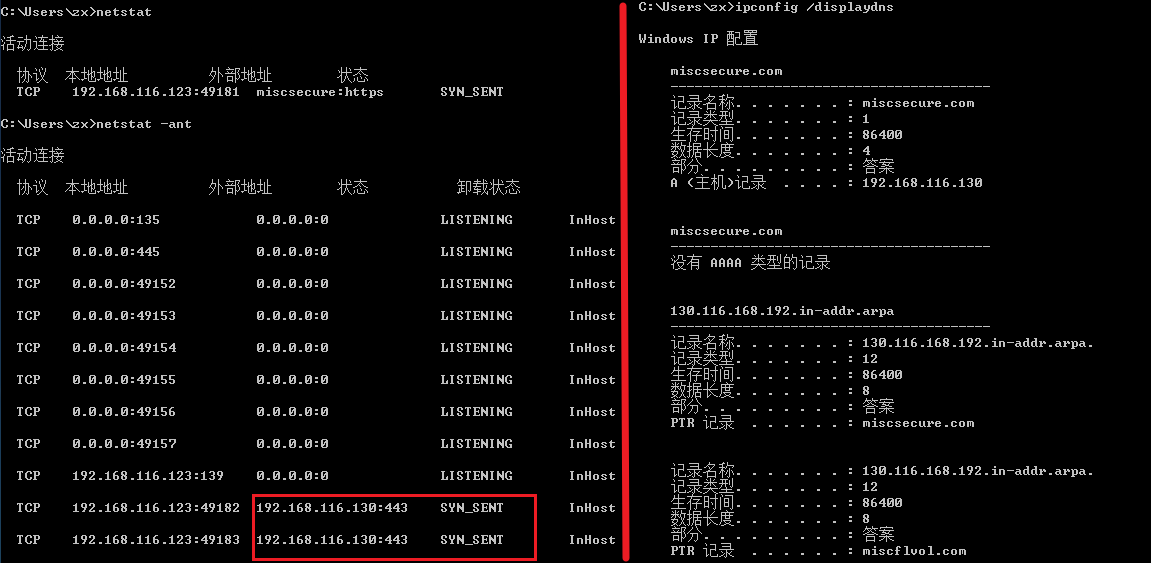 C:\Users\zx>netstat
活动连接
协议 本地地址 外部地址 状态
TCP 192.168.116.123:49181 miscsecure:https SYN_SENT
C:\Users\zx>netstat -ant
活动连接
协议 本地地址 外部地址 状态 卸载状态
TCP 0.0.0.0:135 0.0.0.0:0 LISTENING InHost
TCP 0.0.0.0:445 0.0.0.0:0 LISTENING InHost
TCP 0.0.0.0:49152 0.0.0.0:0 LISTENING InHost
TCP 0.0.0.0:49153 0.0.0.0:0 LISTENING InHost
TCP 0.0.0.0:49154 0.0.0.0:0 LISTENING InHost
TCP 0.0.0.0:49155 0.0.0.0:0 LISTENING InHost
TCP 0.0.0.0:49156 0.0.0.0:0 LISTENING InHost
TCP 0.0.0.0:49157 0.0.0.0:0 LISTENING InHost
TCP 192.168.116.123:139 0.0.0.0:0 LISTENING InHost
TCP 192.168.116.123:49182 192.168.116.130:443 SYN_SENT InHost
TCP 192.168.116.123:49183 192.168.116.130:443 SYN_SENT InHost
C:\Users\zx>ipconfig /displaydns
Windows IP 配置
miscsecure.com
----------------------------------------
记录名称. . . . . . . : miscsecure.com
记录类型. . . . . . . : 1
生存时间. . . . . . . : 86400
数据长度. . . . . . . : 4
部分. . . . . . . . . : 答案
A (主机)记录 . . . . : 192.168.116.130
miscsecure.com
----------------------------------------
没有 AAAA 类型的记录
130.116.168.192.in-addr.arpa
----------------------------------------
记录名称. . . . . . . : 130.116.168.192.in-addr.arpa.
记录类型. . . . . . . : 12
生存时间. . . . . . . : 86400
数据长度. . . . . . . : 8
部分. . . . . . . . . : 答案
PTR 记录 . . . . . . : miscsecure.com
记录名称. . . . . . . : 130.116.168.192.in-addr.arpa.
记录类型. . . . . . . : 12
生存时间. . . . . . . : 86400
数据长度. . . . . . . : 8
部分. . . . . . . . . : 答案
PTR 记录 . . . . . . : miscflvol.com